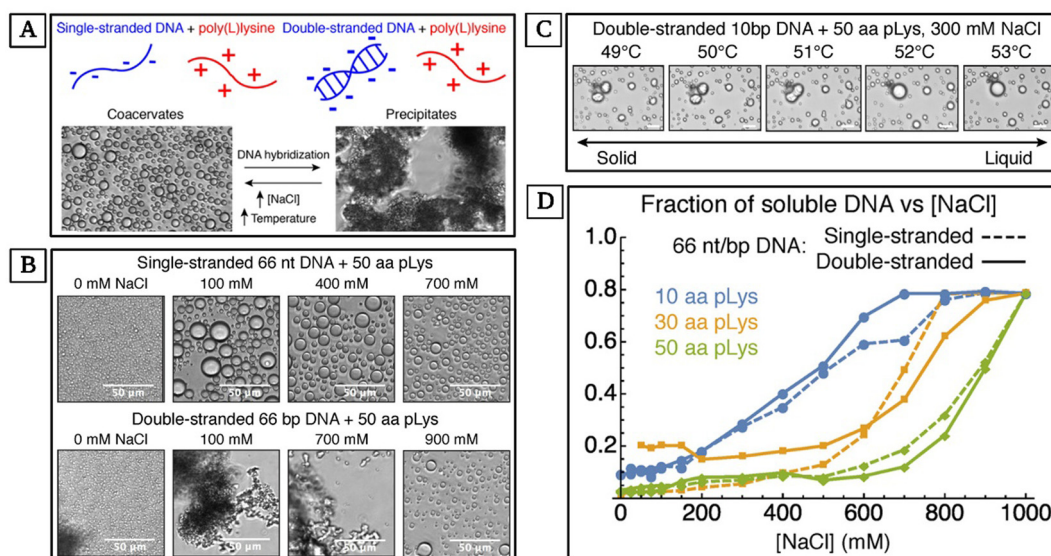 A
Single-stranded DNA + poly(L)lysine Double-stranded DNA + poly(L)lysine
Coacervates
Precipitates
DNA hybridization
[NaCl]
Temperature
B
Single-stranded 66 nt DNA + 50 aa pLys
0 mM NaCl 100 mM 400 mM 700 mM
50 µm 50 µm 50 µm 50 µm
Double-stranded 66 bp DNA + 50 aa pLys
0 mM NaCl 100 mM 700 mM 900 mM
50 µm 50 µm 50 µm 50 µm
C
Double-stranded 10bp DNA + 50 aa pLys, 300 mM NaCl
49°C 50°C 51°C 52°C 53°C
Solid Liquid
D
Fraction of soluble DNA vs [NaCl]
66 nt/bp DNA: Single-stranded
Double-stranded
10 aa pLys
30 aa pLys
50 aa pLys
1.0
0.8
0.6
0.4
0.2
0 200 400 600 800 1000
[NaCl] (mM)